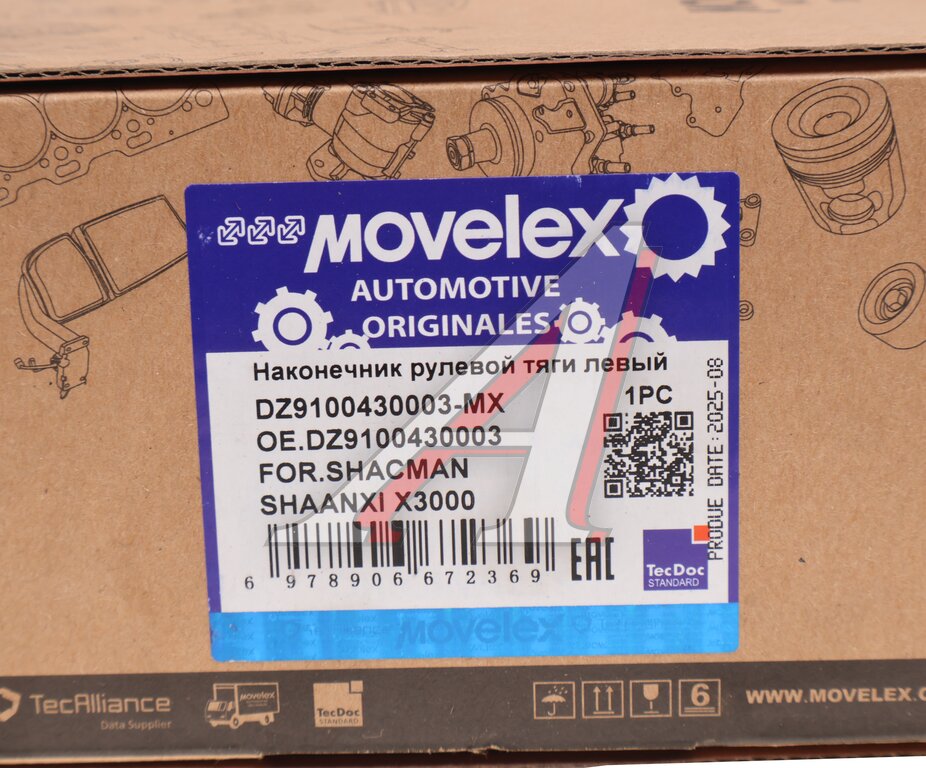 MOVELEX
AUTOMOTIVE
ORIGINALES
Наконечник рулевой тяги левый
DZ9100430003-MX
1PC
OE.DZ9100430003
FOR.SHACMAN
SHAANXI X3000
PRODUE DATE:2025-08
6 978906 672369
EAC
TecDoc
STANDARD
MOVELEX
TecAlliance
Data Supplier
MOVELEX
TecDoc
STANDARD
6
WWW.MOVELEX.C